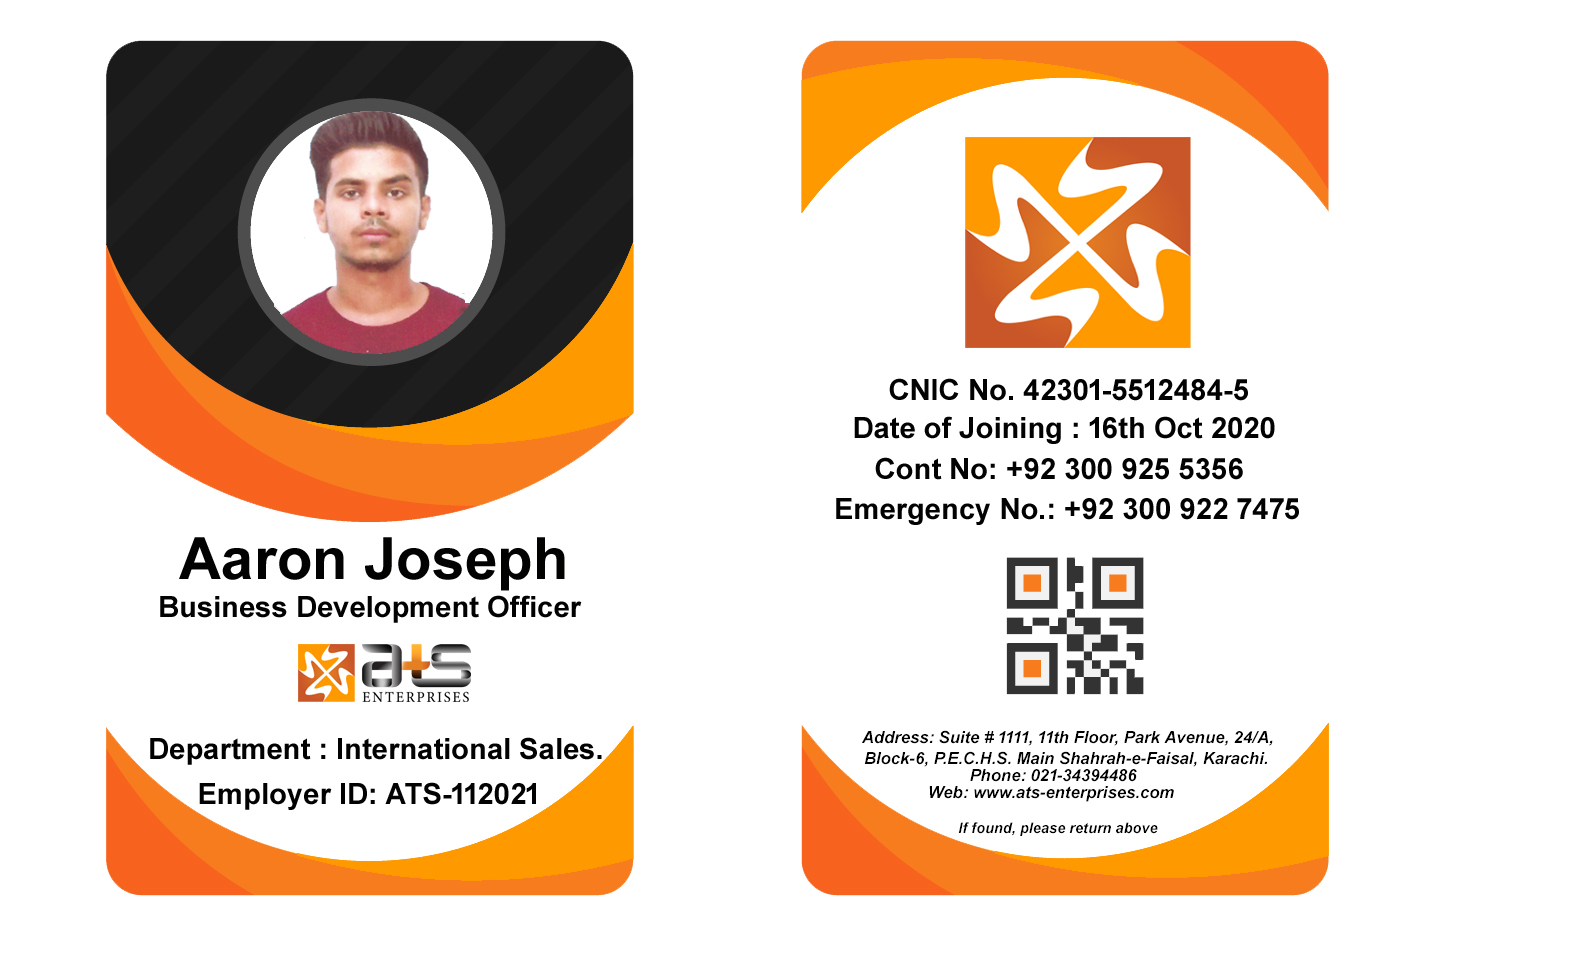 Aaron Joseph
Business Development Officer
ats
ENTERPRISES
Department : International Sales.
Employer ID: ATS-112021
CNIC No. 42301-5512484-5
Date of Joining : 16th Oct 2020
Cont No: +92 300 925 5356
Emergency No.: +92 300 922 7475
Address: Suite # 1111, 11th Floor, Park Avenue, 24/A,
Block-6, P.E.C.H.S. Main Shahrah-e-Faisal, Karachi.
Phone: 021-34394486
Web: www.ats-enterprises.com
If found, please return above